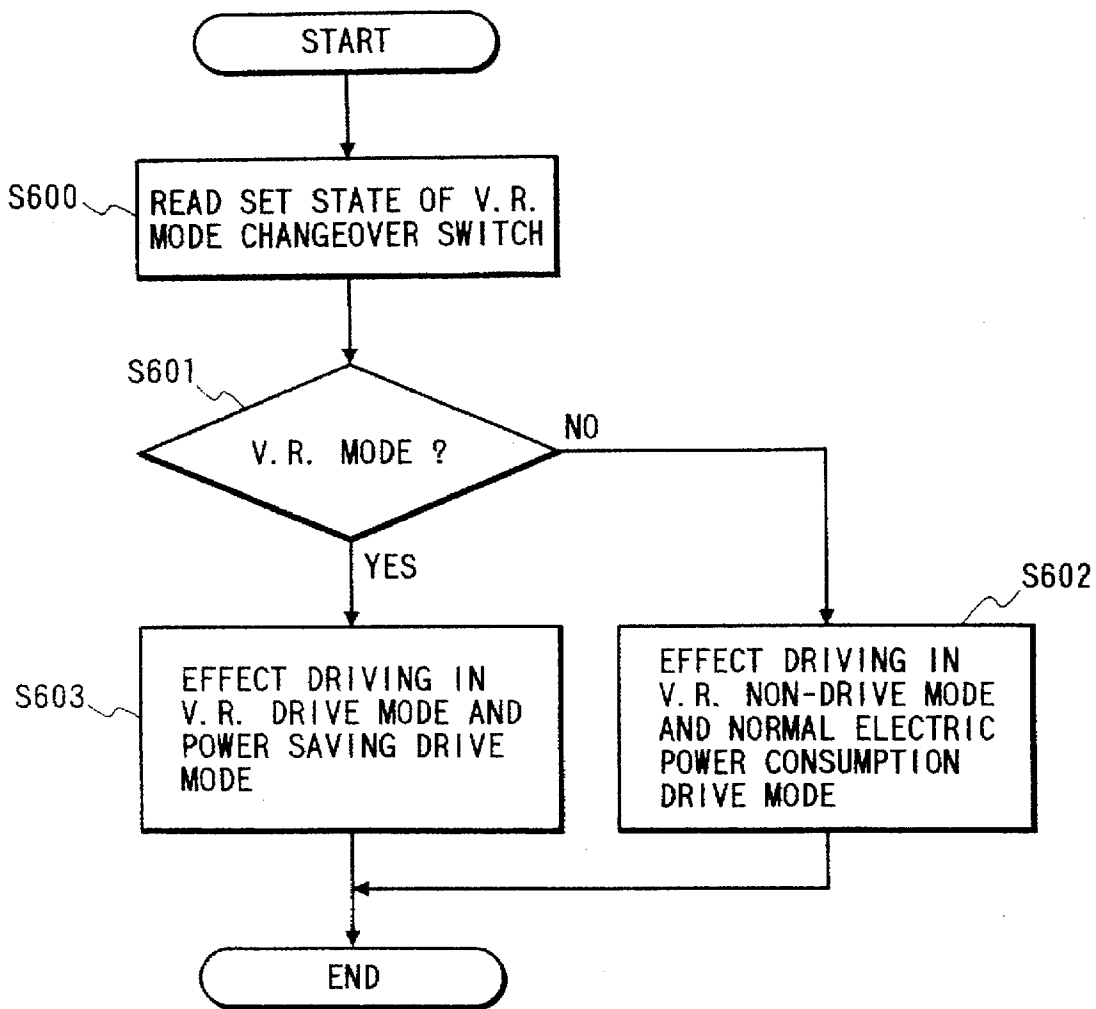 START
S600
READ SET STATE OF V.R.
MODE CHANGEOVER SWITCH
S601
V.R. MODE ?
NO
YES
S603
EFFECT DRIVING IN
V.R. DRIVE MODE AND
POWER SAVING DRIVE
MODE
S602
EFFECT DRIVING IN
V.R. NON-DRIVE MODE
AND NORMAL ELECTRIC
POWER CONSUMPTION
DRIVE MODE
END